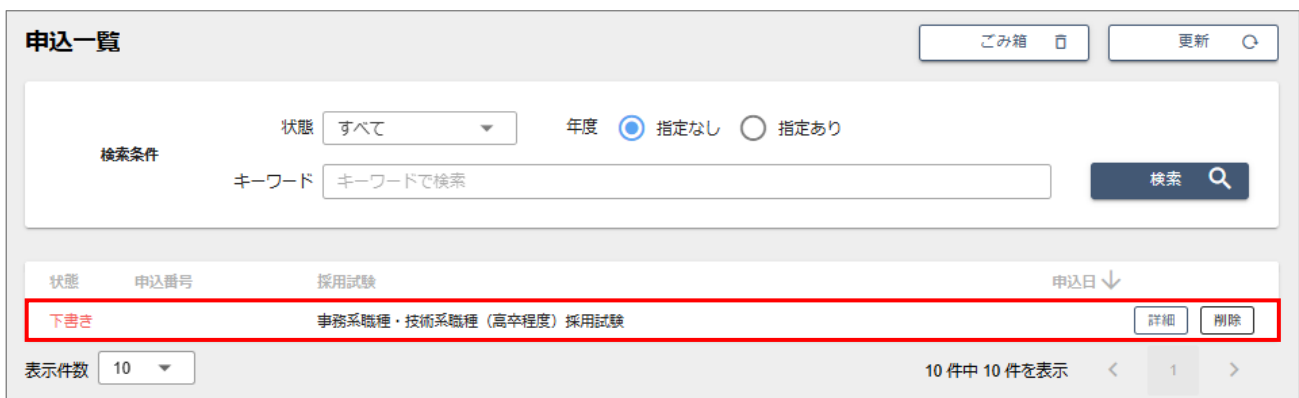 申込一覧 ごみ箱 更新
状態 すべて 年度 指定なし 指定あり
検索条件
キーワード キーワードで検索 検索
状態 申込番号 採用試験 申込日
下書き 事務系職種・技術系職種（高卒程度）採用試験 詳細 削除
表示件数 10 10 件中 10 件を表示 1